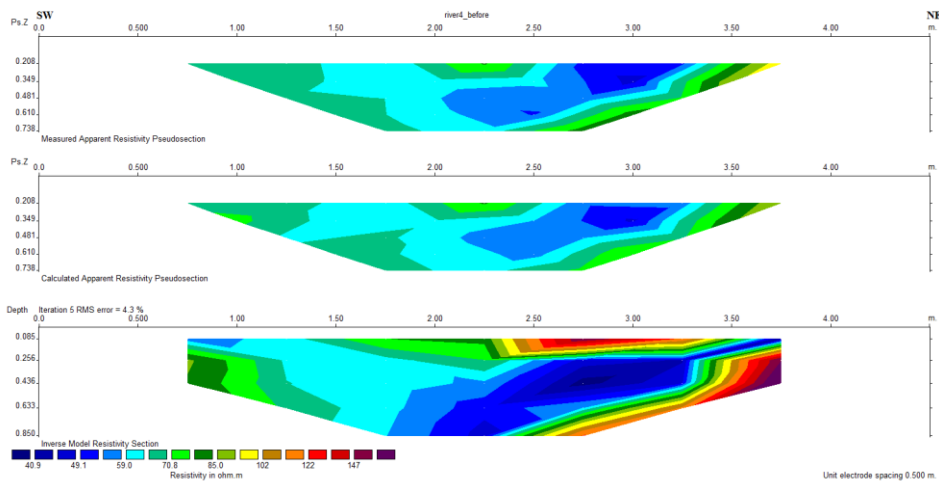 SW river4_before NE
Ps.Z 0.0 0.500 1.00 1.50 2.00 2.50 3.00 3.50 4.00 m.
0.208
0.349
0.481
0.610
0.738
Measured Apparent Resistivity Pseudosection
Ps.Z 0.0 0.500 1.00 1.50 2.00 2.50 3.00 3.50 4.00 m.
0.208
0.349
0.481
0.610
0.738
Calculated Apparent Resistivity Pseudosection
Depth Iteration 5 RMS error = 4.3 %
0.0 0.500 1.00 1.50 2.00 2.50 3.00 3.50 4.00 m.
0.085
0.256
0.436
0.633
0.850
Inverse Model Resistivity Section
40.9 49.1 59.0 70.8 85.0 102 122 147
Resistivity in ohm.m Unit electrode spacing 0.500 m.